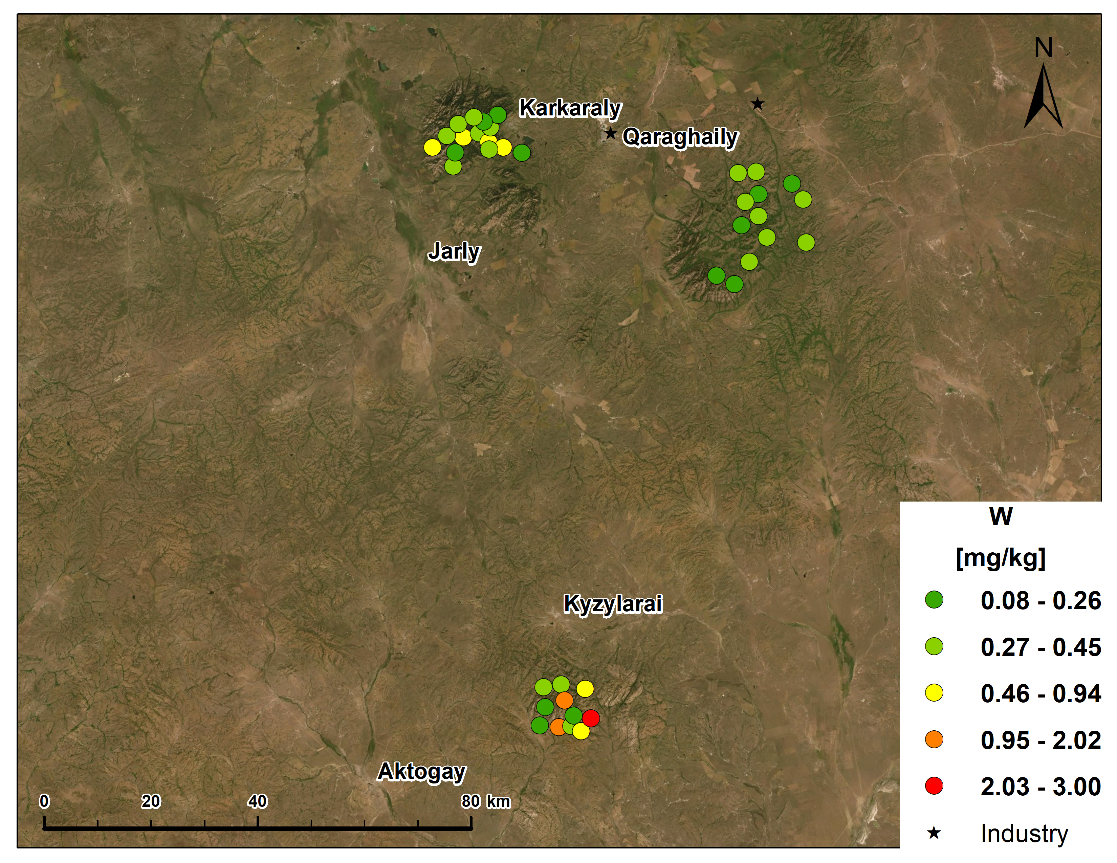 N
Karkaraly
Qaraghaily
Jarly
Kyzylarai
Aktogay
0 20 40 80 km
W
[mg/kg]
0.08 - 0.26
0.27 - 0.45
0.46 - 0.94
0.95 - 2.02
2.03 - 3.00
Industry